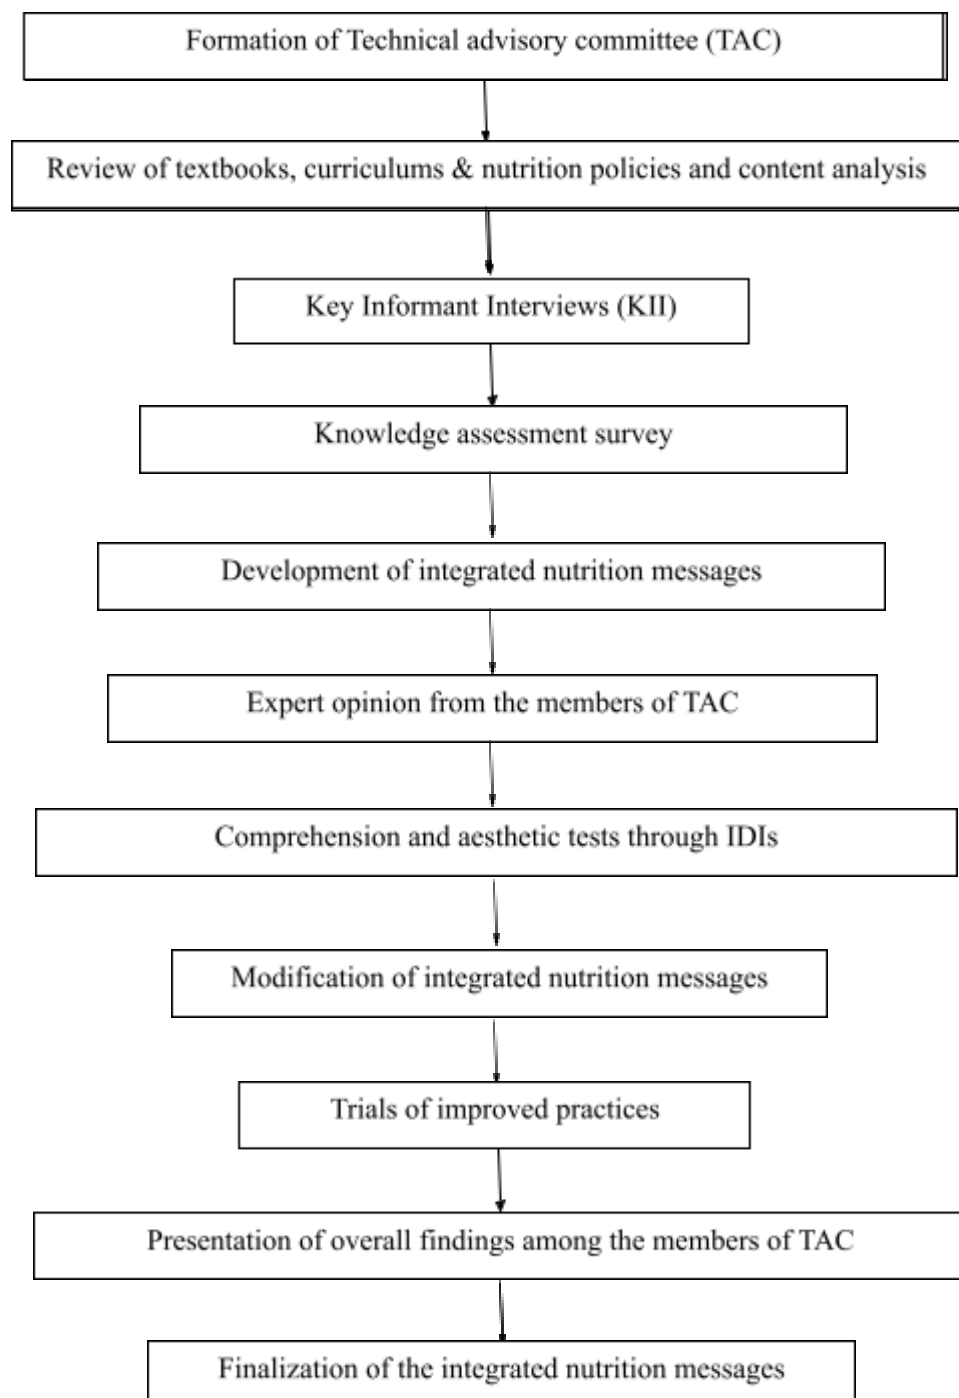 Formation of Technical advisory committee (TAC)
Review of textbooks, curriculums & nutrition policies and content analysis
Key Informant Interviews (KII)
Knowledge assessment survey
Development of integrated nutrition messages
Expert opinion from the members of TAC
Comprehension and aesthetic tests through IDIs
Modification of integrated nutrition messages
Trials of improved practices
Presentation of overall findings among the members of TAC
Finalization of the integrated nutrition messages